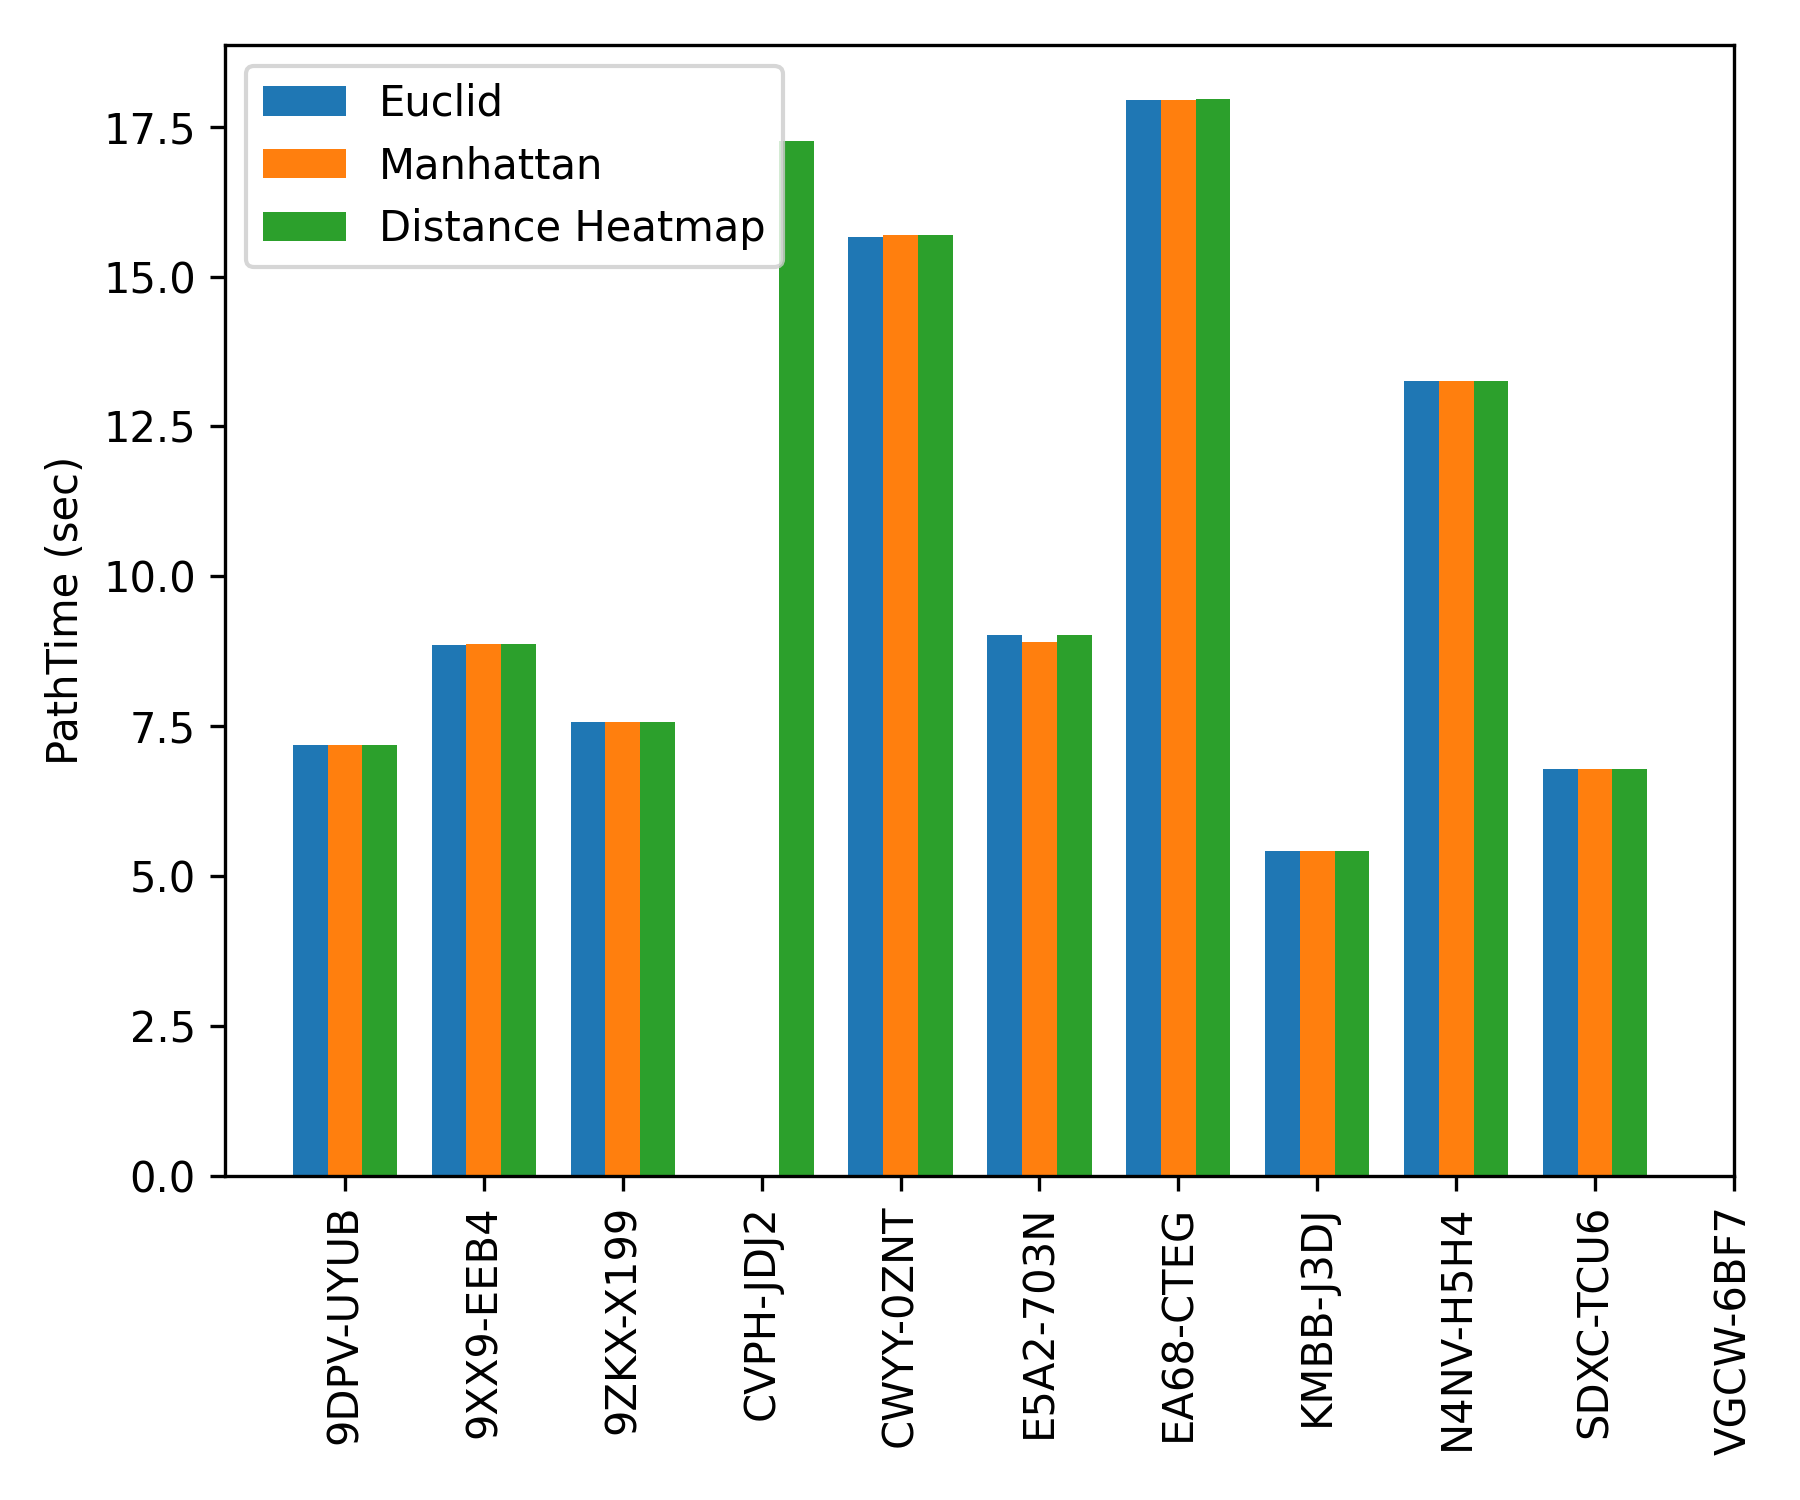 Euclid
Manhattan
Distance Heatmap
PathTime (sec)
17.5
15.0
12.5
10.0
7.5
5.0
2.5
0.0
9DPV-UYUB
9XX9-EEB4
9ZKX-X199
CVPH-JDJ2
CWYY-0ZNT
E5A2-703N
EA68-CTEG
KMBB-J3DJ
N4NV-H5H4
SDXC-TCU6
VGCW-6BF7